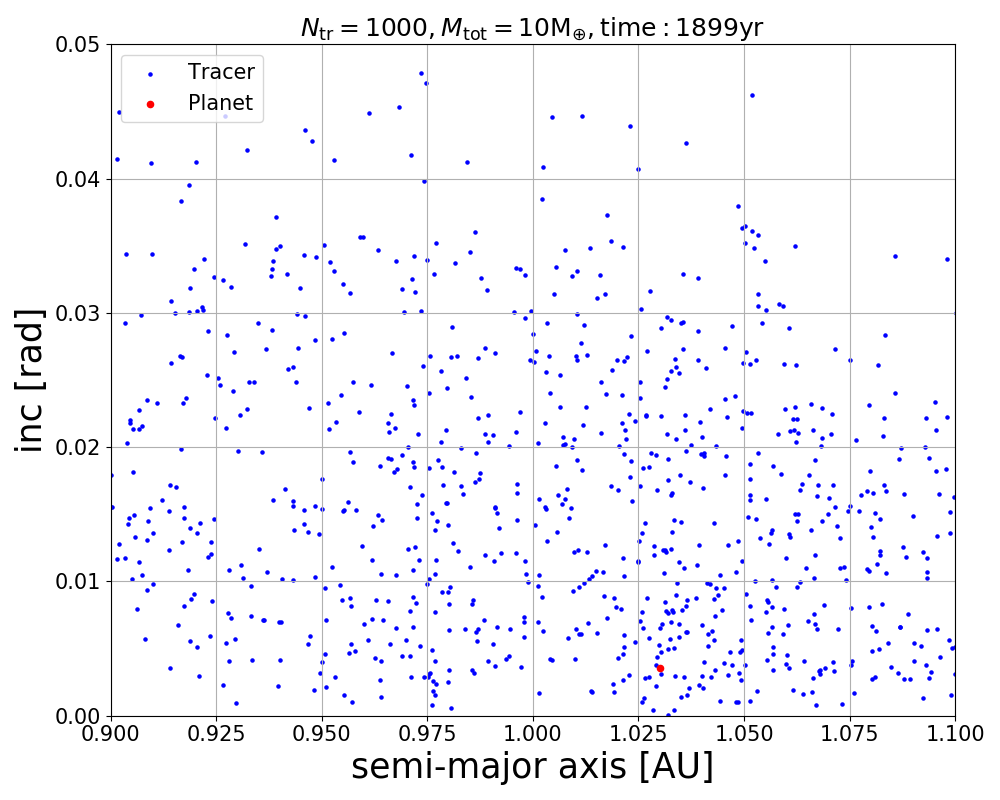 N_tr = 1000, M_tot = 10M_⊕, time : 1899yr
Tracer
Planet
0.05
0.04
0.03
0.02
0.01
0.00
inc [rad]
0.900 0.925 0.950 0.975 1.000 1.025 1.050 1.075 1.100
semi-major axis [AU]